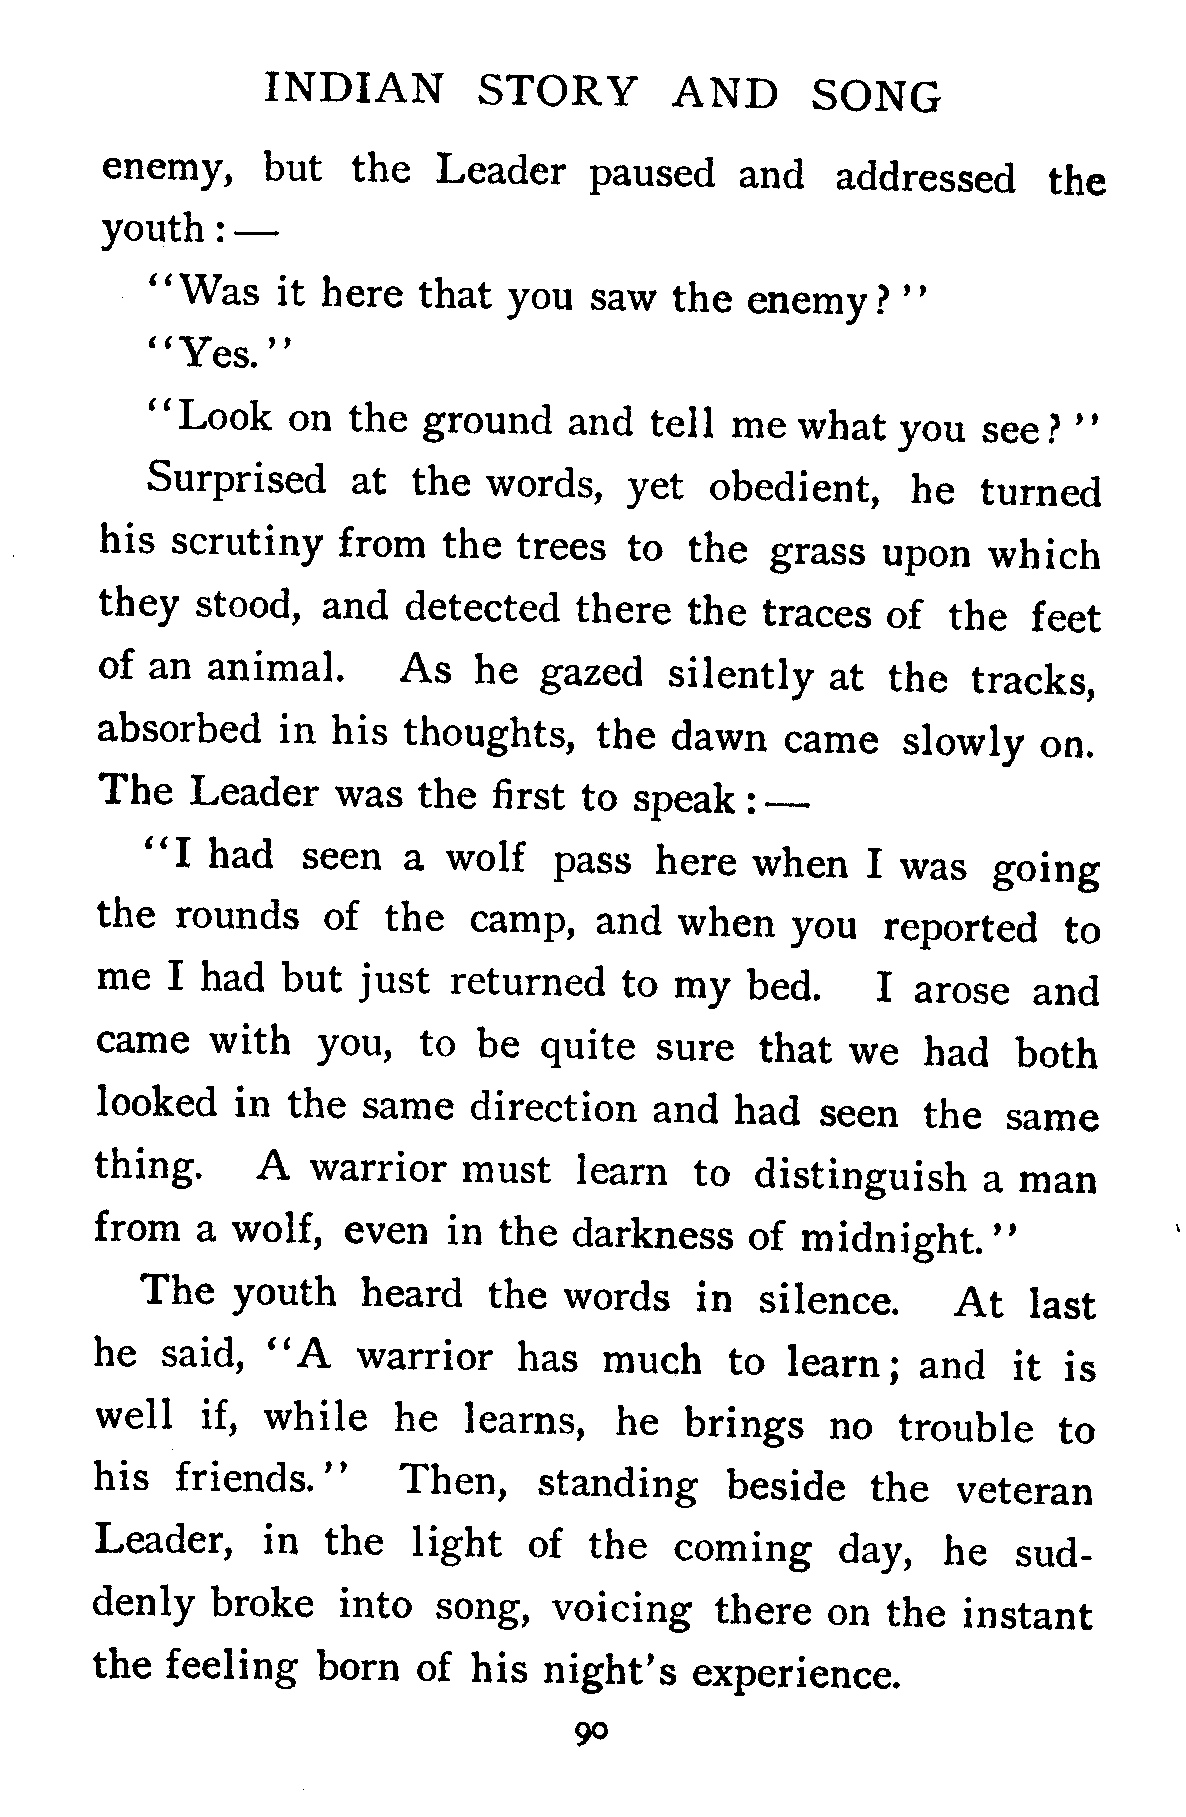 INDIAN STORY AND SONG
enemy, but the Leader paused and addressed the
youth:—
"Was it here that you saw the enemy?"
"Yes."
"Look on the ground and tell me what you see?"
Surprised at the words, yet obedient, he turned
his scrutiny from the trees to the grass upon which
they stood, and detected there the traces of the feet
of an animal. As he gazed silently at the tracks,
absorbed in his thoughts, the dawn came slowly on.
The Leader was the first to speak:—
"I had seen a wolf pass here when I was going
the rounds of the camp, and when you reported to
me I had but just returned to my bed. I arose and
came with you, to be quite sure that we had both
looked in the same direction and had seen the same
thing. A warrior must learn to distinguish a man
from a wolf, even in the darkness of midnight."
The youth heard the words in silence. At last
he said, "A warrior has much to learn; and it is
well if, while he learns, he brings no trouble to
his friends." Then, standing beside the veteran
Leader, in the light of the coming day, he sud-
denly broke into song, voicing there on the instant
the feeling born of his night's experience.
90